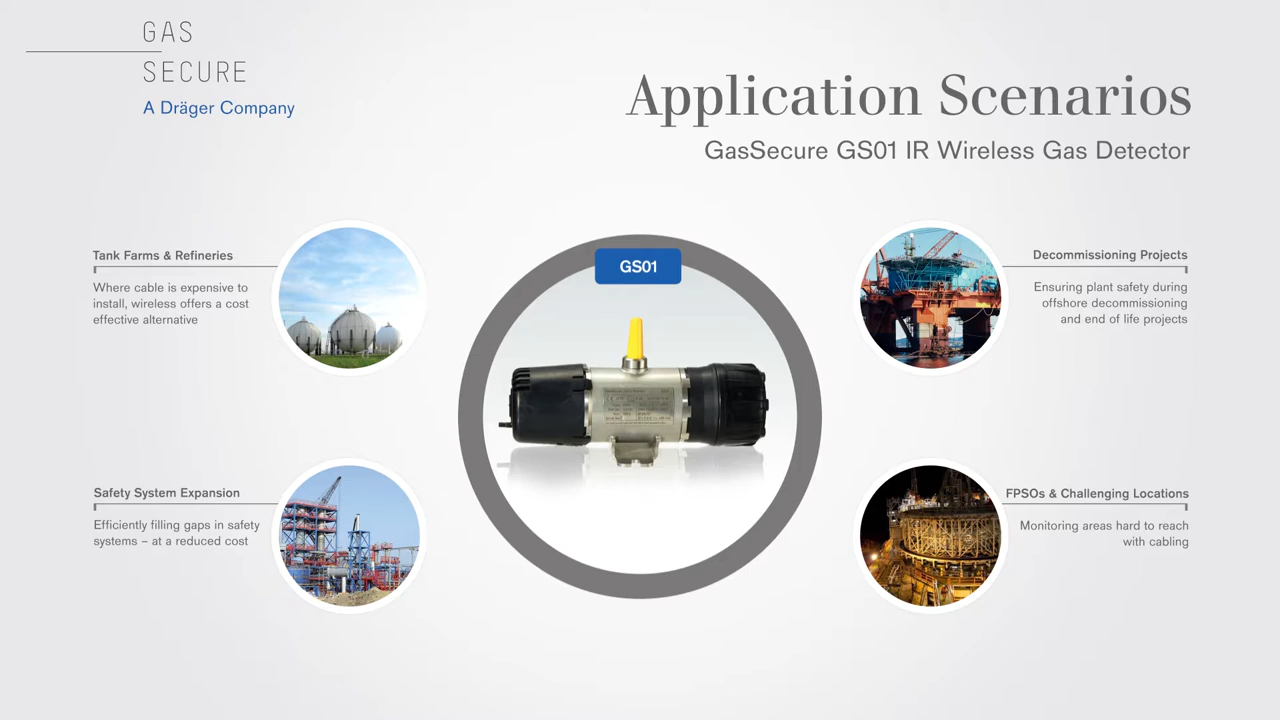 GAS
SECURE
A Dräger Company
Application Scenarios
GasSecure GS01 IR Wireless Gas Detector
Tank Farms & Refineries
Where cable is expensive to
install, wireless offers a cost
effective alternative
GS01
Decommissioning Projects
Ensuring plant safety during
offshore decommissioning
and end of life projects
Safety System Expansion
Efficiently filling gaps in safety
systems – at a reduced cost
FPSOs & Challenging Locations
Monitoring areas hard to reach
with cabling